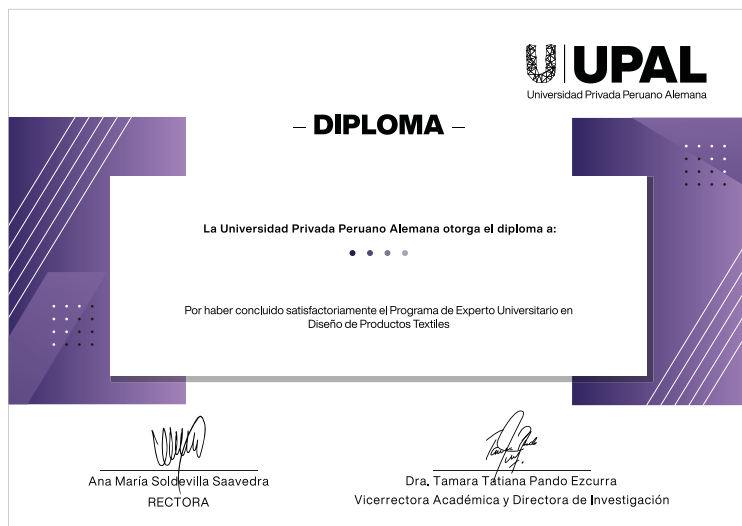 UPAL
Universidad Privada Peruano Alemana
DIPLOMA
La Universidad Privada Peruano Alemana otorga el diploma a:
Por haber concluido satisfactoriamente el Programa de Experto Universitario en
Diseño de Productos Textiles
Ana María Soldevilla Saavedra
RECTORA
Dra. Tamara Tatiana Pando Ezcurra
Vicerrectora Académica y Directora de Investigación